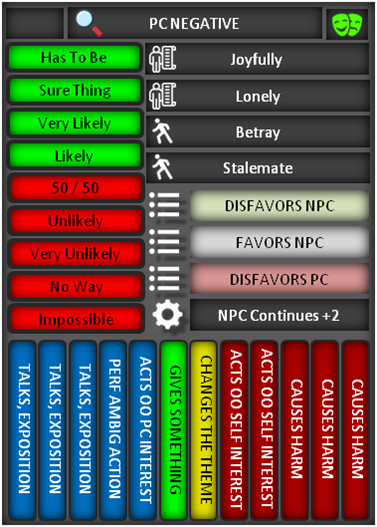 PC NEGATIVE
Has To Be
Joyfully
Sure Thing
Lonely
Very Likely
Betray
Likely
Stalemate
50 / 50
DISFAVORS NPC
Unlikely
FAVORS NPC
Very Unlikely
DISFAVORS PC
No Way
NPC Continues +2
Impossible
TALKS, EXPOSITION
TALKS, EXPOSITION
TALKS, EXPOSITION
PERF AMBIG ACTION
ACTS OO PC INTEREST
GIVES SOMETHING
CHANGES THE THEME
ACTS OO SELF INTEREST
ACTS OO SELF INTEREST
CAUSES HARM
CAUSES HARM
CAUSES HARM